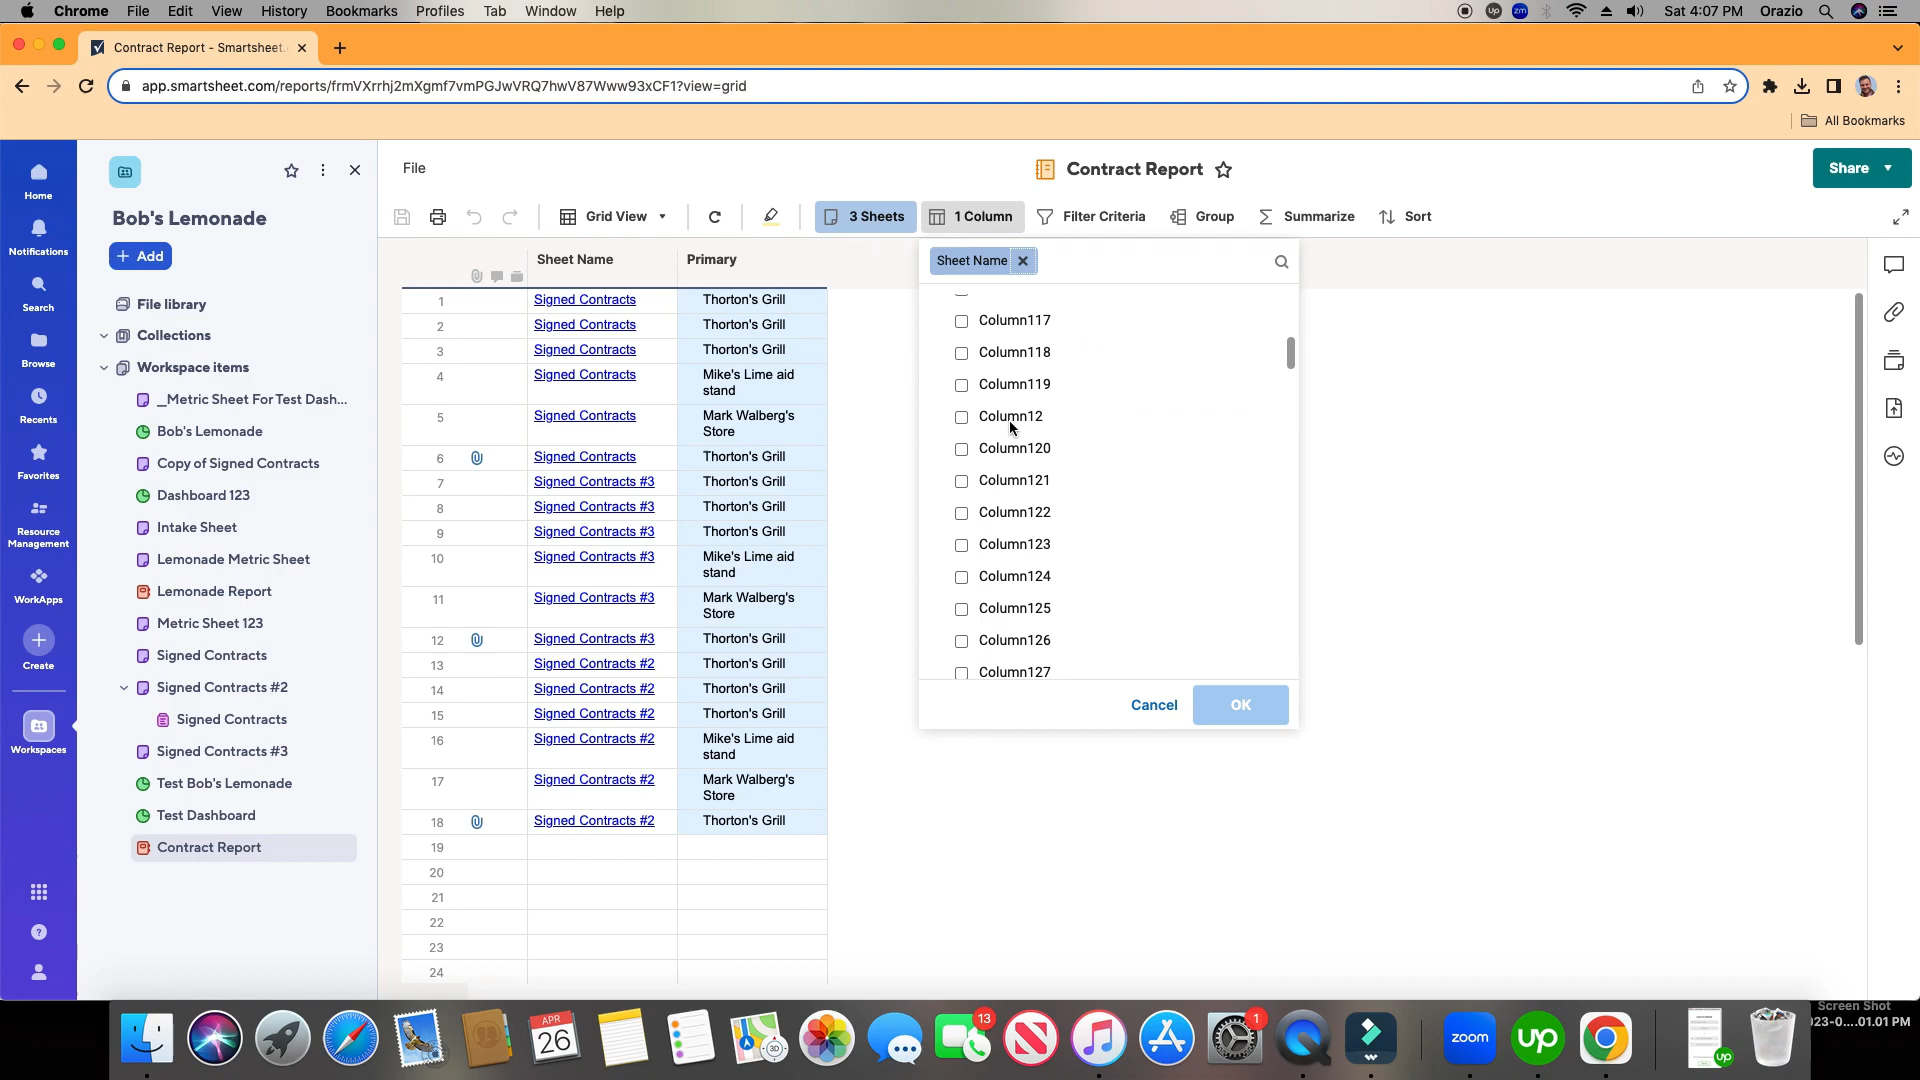 Chrome File Edit View History Bookmarks Profiles Tab Window Help
up zm Sat 4:07 PM Orazio
Contract Report - Smartsheet.
app.smartsheet.com/reports/frmVXrrhj2mXgmf7vmPGJwVRQ7hwV87Www93xCF1?view=grid
All Bookmarks
Home
Notifications
Search
Browse
Recents
Favorites
Resource
Management
WorkApps
Create
Workspaces
Bob's Lemonade
Add
File library
Collections
Workspace items
_Metric Sheet For Test Dash...
Bob's Lemonade
Copy of Signed Contracts
Dashboard 123
Intake Sheet
Lemonade Metric Sheet
Lemonade Report
Metric Sheet 123
Signed Contracts
Signed Contracts #2
Signed Contracts
Signed Contracts #3
Test Bob's Lemonade
Test Dashboard
Contract Report
File
Contract Report
Share
Grid View
3 Sheets
1 Column
Filter Criteria
Group
Summarize
Sort
Sheet Name Primary
1 Signed Contracts Thorton's Grill
2 Signed Contracts Thorton's Grill
3 Signed Contracts Thorton's Grill
4 Signed Contracts Mike's Lime aid
stand
5 Signed Contracts Mark Walberg's
Store
6 Signed Contracts Thorton's Grill
7 Signed Contracts #3 Thorton's Grill
8 Signed Contracts #3 Thorton's Grill
9 Signed Contracts #3 Thorton's Grill
10 Signed Contracts #3 Mike's Lime aid
stand
11 Signed Contracts #3 Mark Walberg's
Store
12 Signed Contracts #3 Thorton's Grill
13 Signed Contracts #2 Thorton's Grill
14 Signed Contracts #2 Thorton's Grill
15 Signed Contracts #2 Thorton's Grill
16 Signed Contracts #2 Mike's Lime aid
stand
17 Signed Contracts #2 Mark Walberg's
Store
18 Signed Contracts #2 Thorton's Grill
19
20
21
22
23
24
Sheet Name
Column117
Column118
Column119
Column12
Column120
Column121
Column122
Column123
Column124
Column125
Column126
Column127
Cancel OK
Screen Shot
023-0....01.01 PM
APR
26
3D
13
1
zoom
up
up